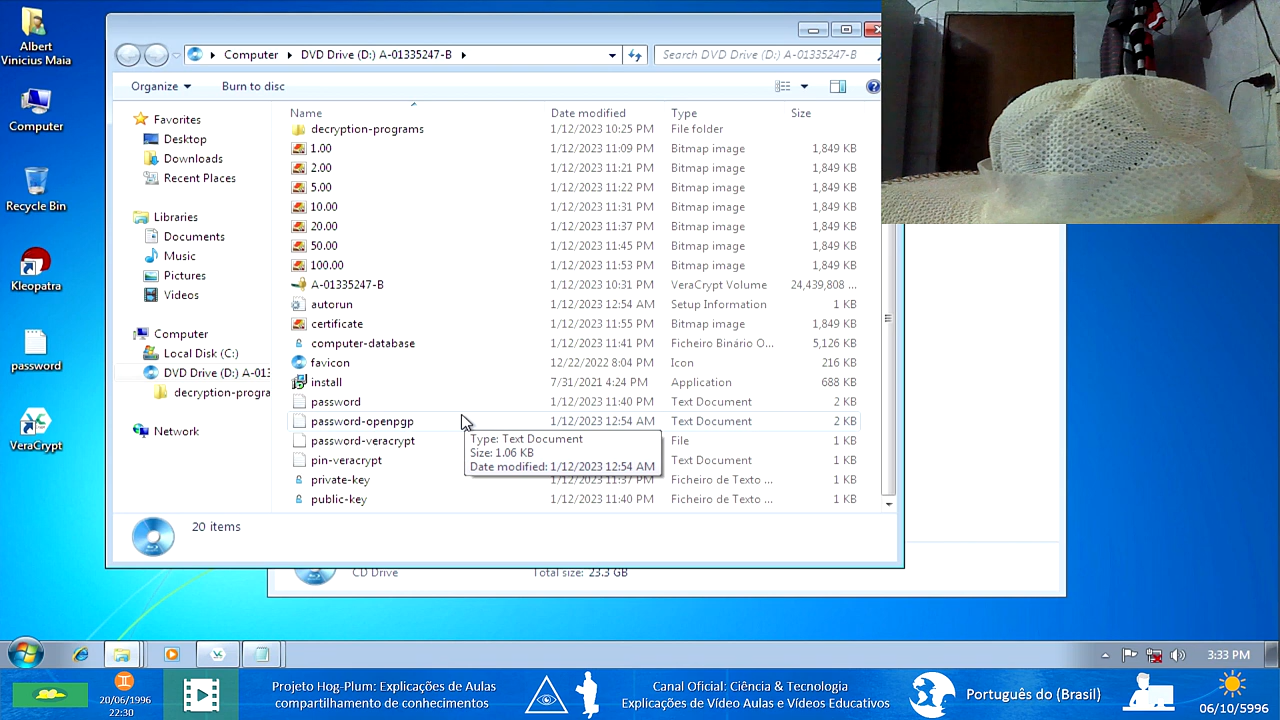 Albert
Vinicius Maia
Computer
Recycle Bin
Kleopatra
password
VeraCrypt
Computer
DVD Drive (D:) A-01335247-B
Search DVD Drive (D:) A-01335247-B
Organize
Burn to disc
Favorites
Desktop
Downloads
Recent Places
Libraries
Documents
Music
Pictures
Videos
Computer
Local Disk (C:)
DVD Drive (D:) A-013
decryption-progra
Network
Name Date modified Type Size
decryption-programs 1/12/2023 10:25 PM File folder
1.00 1/12/2023 11:09 PM Bitmap image 1,849 KB
2.00 1/12/2023 11:21 PM Bitmap image 1,849 KB
5.00 1/12/2023 11:22 PM Bitmap image 1,849 KB
10.00 1/12/2023 11:31 PM Bitmap image 1,849 KB
20.00 1/12/2023 11:37 PM Bitmap image 1,849 KB
50.00 1/12/2023 11:45 PM Bitmap image 1,849 KB
100.00 1/12/2023 11:53 PM Bitmap image 1,849 KB
A-01335247-B 1/12/2023 10:31 PM VeraCrypt Volume 24,439,808 ...
autorun 1/12/2023 12:54 AM Setup Information 1 KB
certificate 1/12/2023 11:55 PM Bitmap image 1,849 KB
computer-database 1/12/2023 11:41 PM Ficheiro Binário O... 5,126 KB
favicon 12/22/2022 8:04 PM Icon 216 KB
install 7/31/2021 4:24 PM Application 688 KB
password 1/12/2023 11:40 PM Text Document 2 KB
password-openpgp 1/12/2023 12:54 AM Text Document 2 KB
password-veracrypt File 1 KB
pin-veracrypt Text Document 1 KB
private-key 1/12/2023 11:37 PM Ficheiro de Texto ... 1 KB
public-key 1/12/2023 11:40 PM Ficheiro de Texto ... 1 KB
Type: Text Document
Size: 1.06 KB
Date modified: 1/12/2023 12:54 AM
20 items
CD Drive Total size: 23.3 GB
3:33 PM
20/06/1996
22:30
Projeto Hog-Plum: Explicações de Aulas
compartilhamento de conhecimentos
Canal Oficial: Ciência & Tecnologia
Explicações de Vídeo Aulas e Vídeos Educativos
Português do (Brasil)
06/10/5996